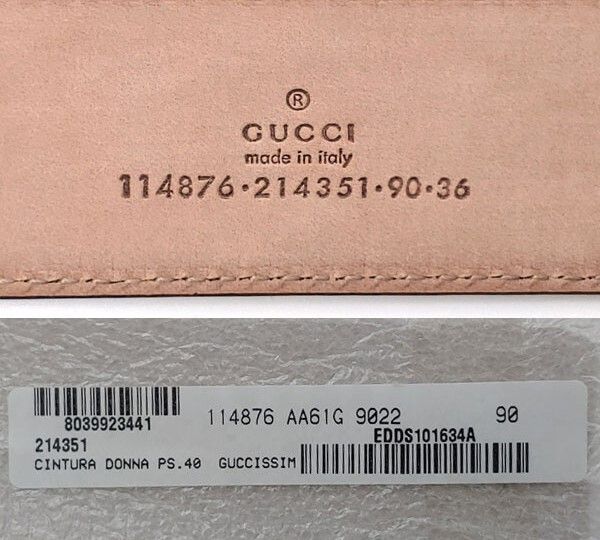 ®
GUCCI
made in italy
114876·214351·90·36
8039923441
114876 AA61G 9022 90
214351
EDDS101634A
CINTURA DONNA PS.40 GUCCISSIM